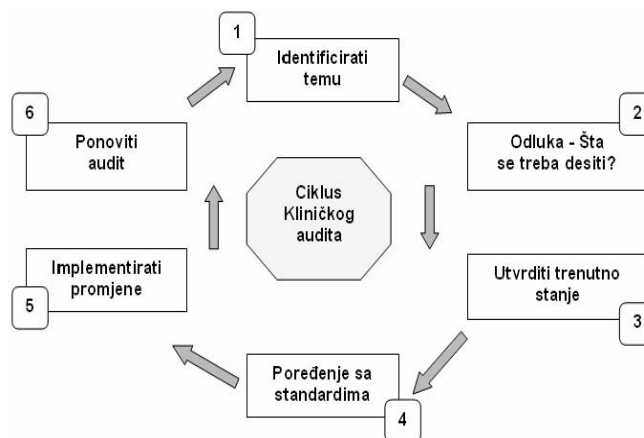 1
Identificirati
temu
2
Odluka - Šta
se treba desiti?
Utvrditi trenutno
stanje
3
Poređenje sa
standardima
4
Implementirati
promjene
5
6
Ponoviti
audit
Ciklus
Kliničkog
audita